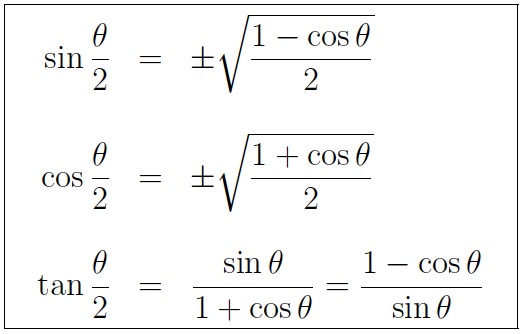 sin θ/2 = ±√((1 − cos θ)/2)
cos θ/2 = ±√((1 + cos θ)/2)
tan θ/2 = sin θ/(1 + cos θ) = (1 − cos θ)/sin θ